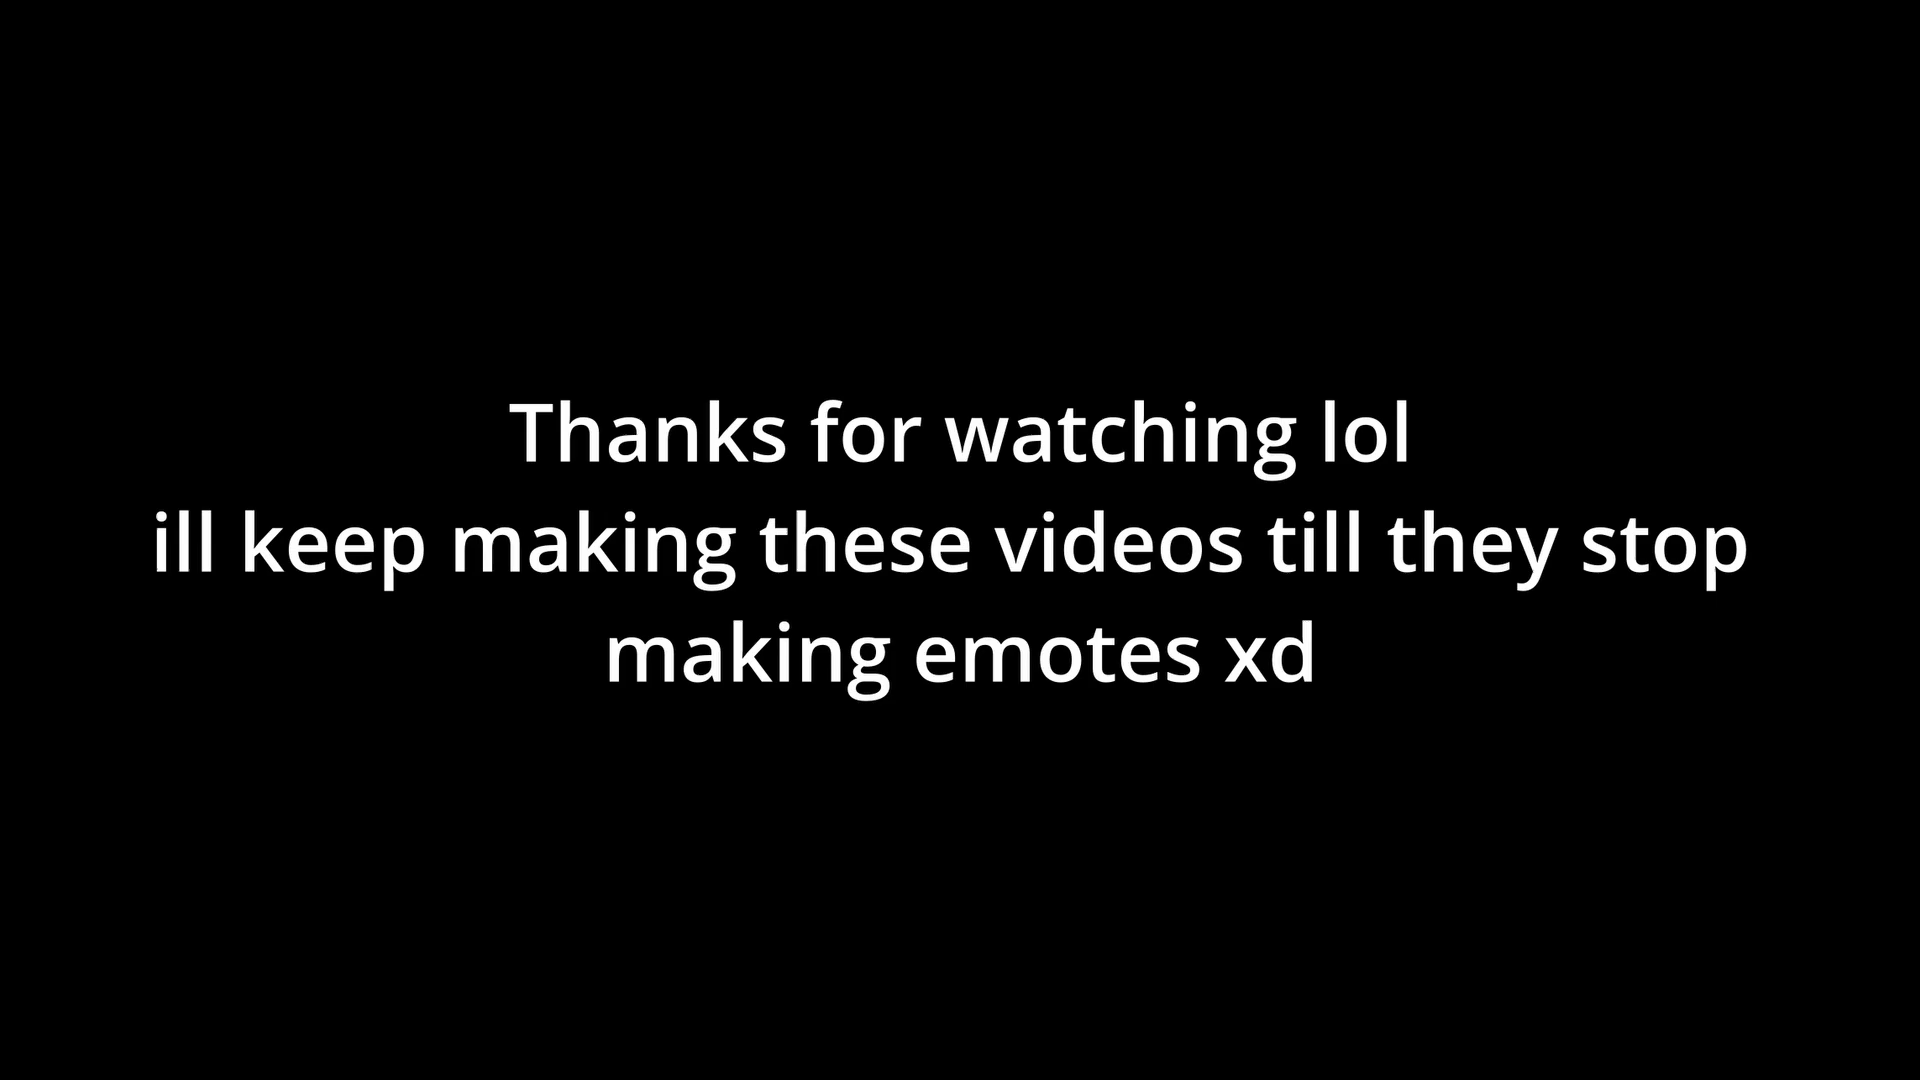 Thanks for watching lol
ill keep making these videos till they stop
making emotes xd